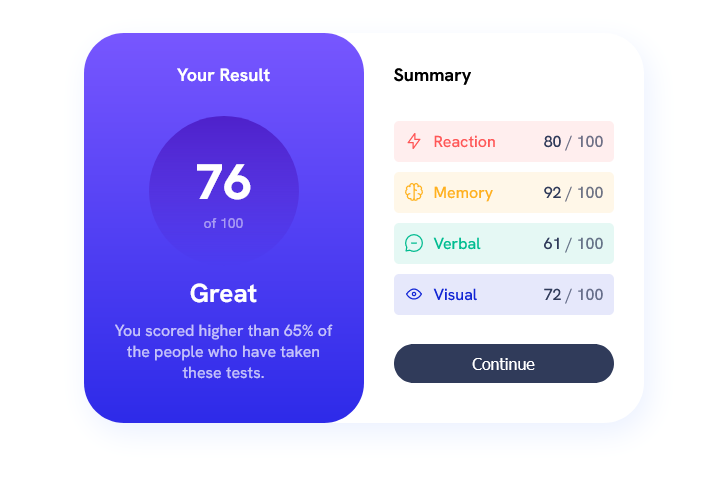 Your Result
76
of 100
Great
You scored higher than 65% of
the people who have taken
these tests.
Summary
Reaction 80 / 100
Memory 92 / 100
Verbal 61 / 100
Visual 72 / 100
Continue